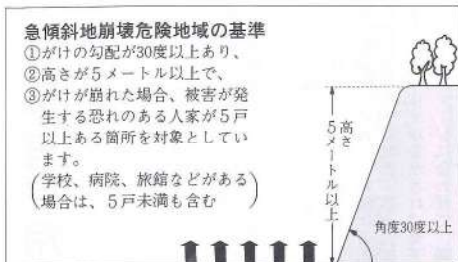 急傾斜地崩壊危険地域の基準
①がけの勾配が30度以上あり、
②高さが5メートル以上で、
③がけが崩れた場合、被害が発
生する恐れのある人家が5戸
以上ある箇所を対象としてい
ます。
(学校、病院、旅館などがある
場合は、5戸未満も含む)
高さ
5メートル以上
角度30度以上